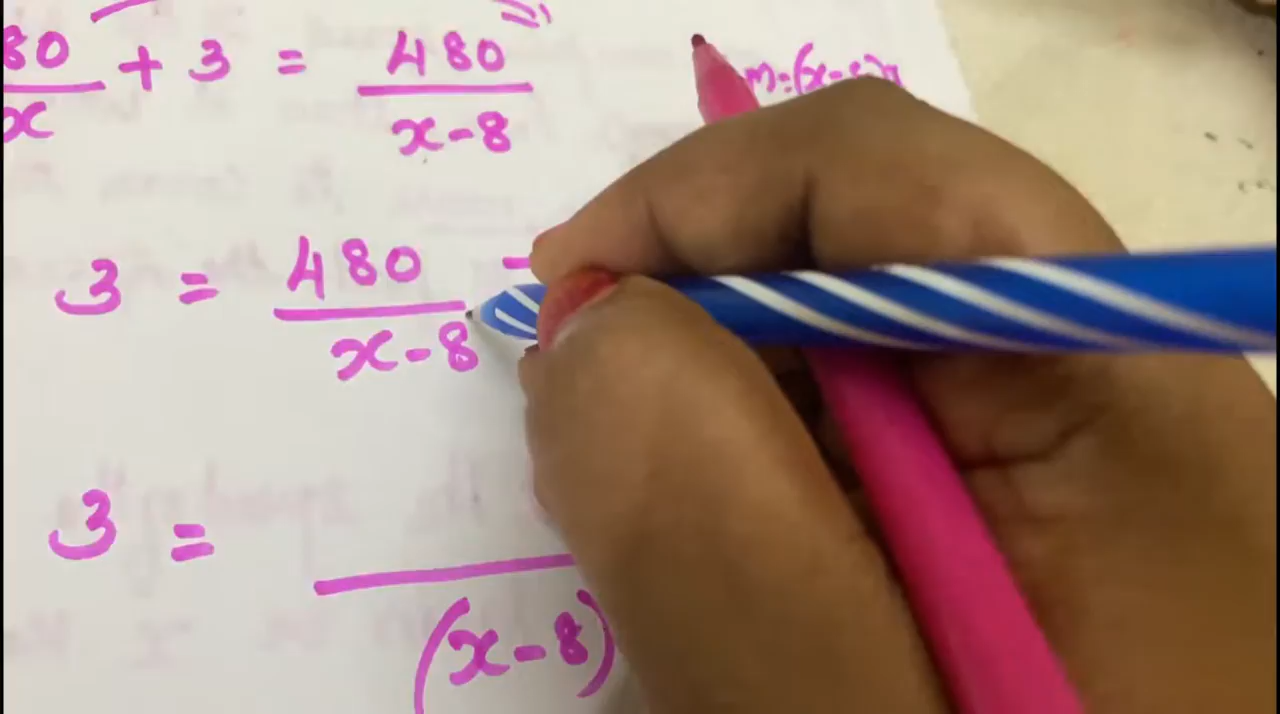 80/x + 3 = 480/(x-8)
3 = 480/(x-8) -
3 = /(x-8)